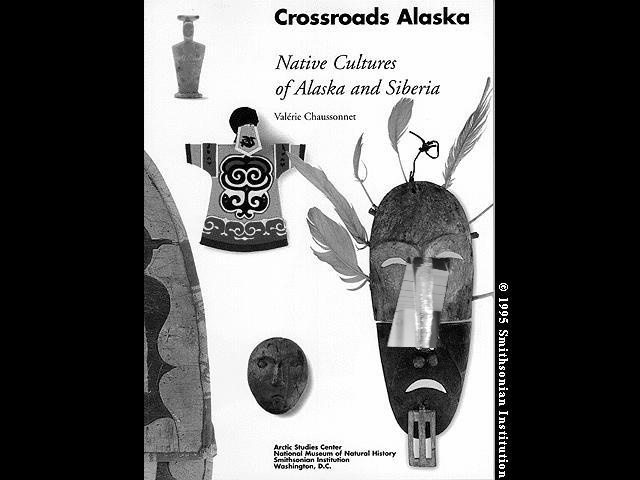 Crossroads Alaska
Native Cultures
of Alaska and Siberia
Valérie Chaussonnet
Arctic Studies Center
National Museum of Natural History
Smithsonian Institution
Washington, D.C.
© 1995 Smithsonian Institution